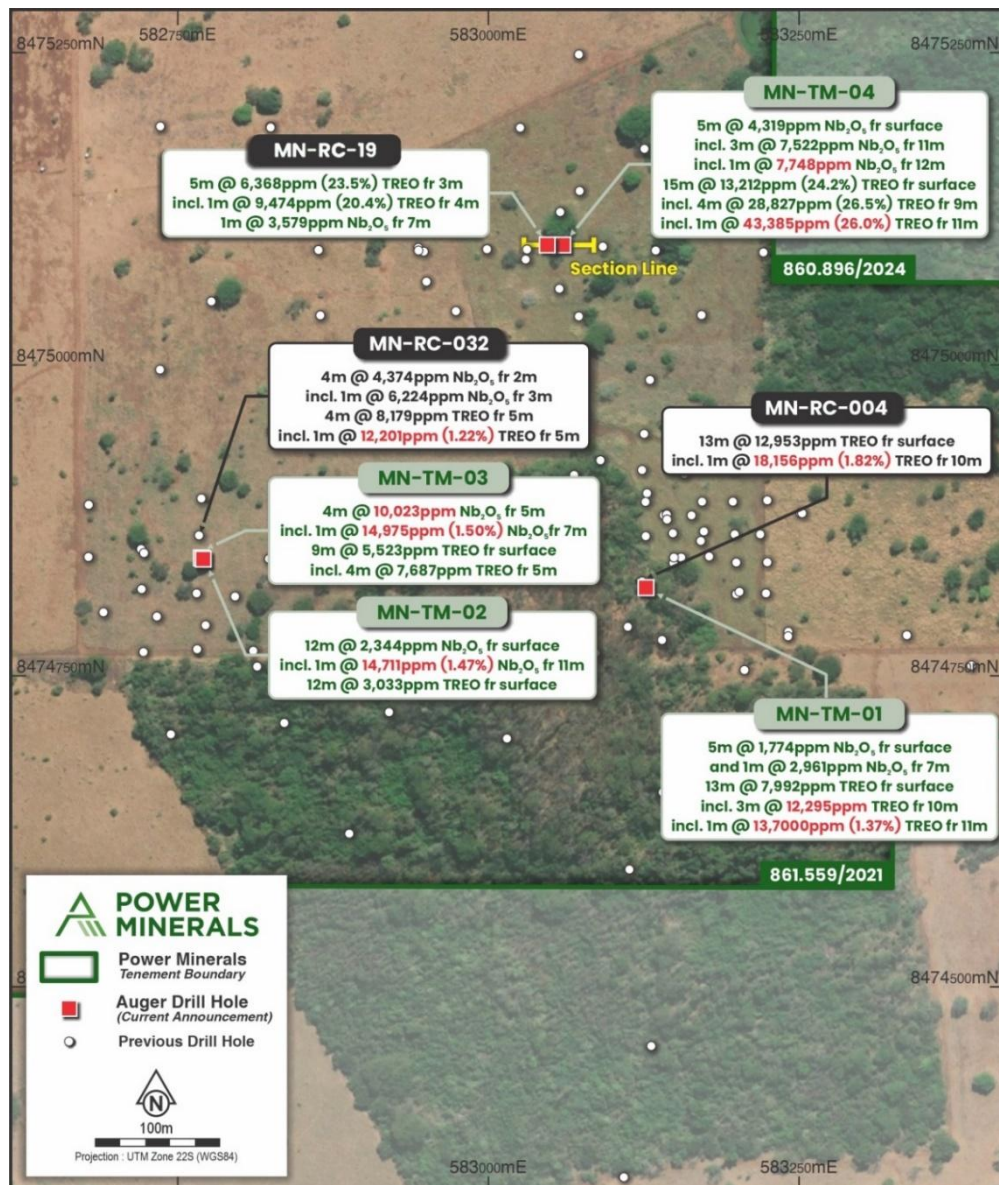 8475250mN
582750mE
583000mE
583250mE
8475250mN
MN-TM-04
5m @ 4,319ppm Nb₂O₅ fr surface
incl. 3m @ 7,522ppm Nb₂O₅ fr 11m
incl. 1m @ 7,748ppm Nb₂O₅ fr 12m
15m @ 13,212ppm (24.2%) TREO fr surface
incl. 4m @ 28,827ppm (26.5%) TREO fr 9m
incl. 1m @ 43,385ppm (26.0%) TREO fr 11m
MN-RC-19
5m @ 6,368ppm (23.5%) TREO fr 3m
incl. 1m @ 9,474ppm (20.4%) TREO fr 4m
1m @ 3,579ppm Nb₂O₅ fr 7m
Section Line
860.896/2024
8475000mN
8475000mN
MN-RC-032
4m @ 4,374ppm Nb₂O₅ fr 2m
incl. 1m @ 6,224ppm Nb₂O₅ fr 3m
4m @ 8,179ppm TREO fr 5m
incl. 1m @ 12,201ppm (1.22%) TREO fr 5m
MN-RC-004
13m @ 12,953ppm TREO fr surface
incl. 1m @ 18,156ppm (1.82%) TREO fr 10m
MN-TM-03
4m @ 10,023ppm Nb₂O₅ fr 5m
incl. 1m @ 14,975ppm (1.50%) Nb₂O₅ fr 7m
9m @ 5,523ppm TREO fr surface
incl. 4m @ 7,687ppm TREO fr 5m
MN-TM-02
12m @ 2,344ppm Nb₂O₅ fr surface
incl. 1m @ 14,711ppm (1.47%) Nb₂O₅ fr 11m
12m @ 3,033ppm TREO fr surface
8474750mN
8474750mN
MN-TM-01
5m @ 1,774ppm Nb₂O₅ fr surface
and 1m @ 2,961ppm Nb₂O₅ fr 7m
13m @ 7,992ppm TREO fr surface
incl. 3m @ 12,295ppm TREO fr 10m
incl. 1m @ 13,7000ppm (1.37%) TREO fr 11m
861.559/2021
POWER
MINERALS
Power Minerals
Tenement Boundary
Auger Drill Hole
(Current Announcement)
Previous Drill Hole
N
100m
Projection : UTM Zone 22S (WGS84)
8474500mN
583000mE
583250mE